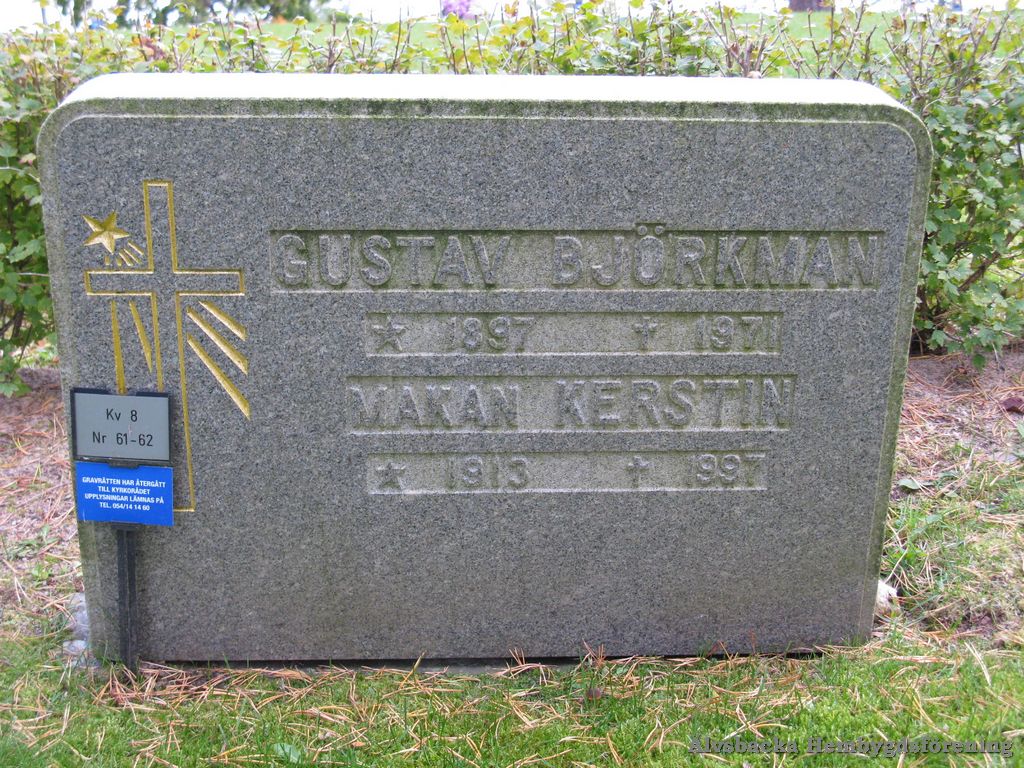 GUSTAV BJÖRKMAN
★ 1897 ✝ 1971
MAKAN KERSTIN
★ 1913 ✝ 1997
Kv 8
Nr 61-62
GRAVRÄTTEN HAR ÅTERGÅTT
TILL KYRKORÅDET
UPPLYSNINGAR LÄMNAS PÅ
TEL. 054/14 14 60
Alvsbacka Hembygdsförening